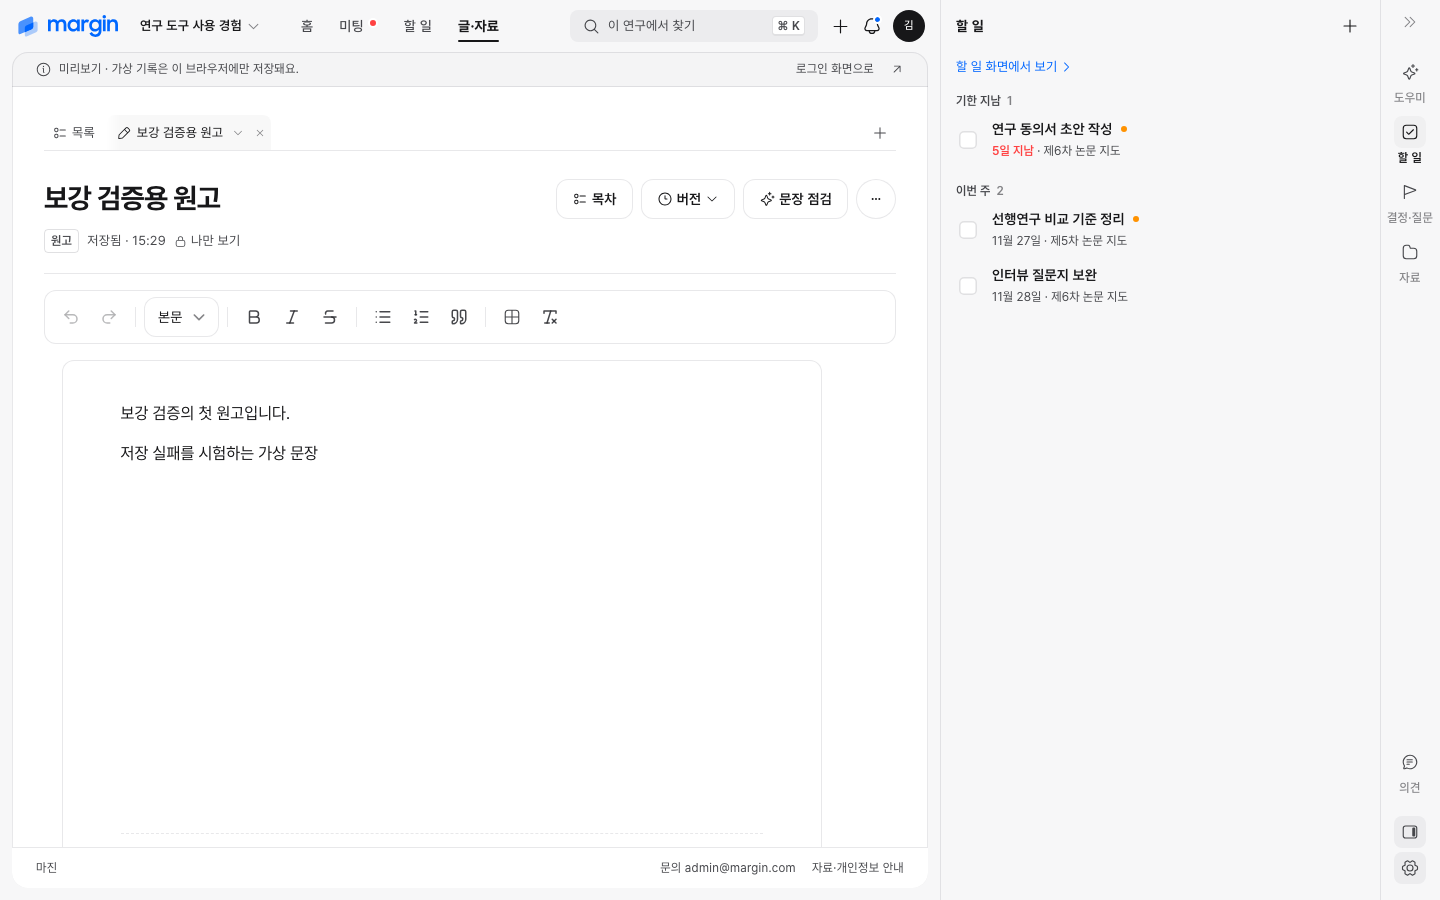 margin
연구 도구 사용 경험
홈
미팅
할 일
글·자료
이 연구에서 찾기
⌘ K
김
미리보기 · 가상 기록은 이 브라우저에만 저장돼요.
로그인 화면으로
목록
보강 검증용 원고
보강 검증용 원고
목차
버전
문장 점검
원고
저장됨 · 15:29
나만 보기
본문
보강 검증의 첫 원고입니다.
저장 실패를 시험하는 가상 문장
마진
문의 admin@margin.com
자료·개인정보 안내
할 일
할 일 화면에서 보기
기한 지남 1
연구 동의서 초안 작성
5일 지남 · 제6차 논문 지도
이번 주 2
선행연구 비교 기준 정리
11월 27일 · 제5차 논문 지도
인터뷰 질문지 보완
11월 28일 · 제6차 논문 지도
도우미
할 일
결정·질문
자료
의견